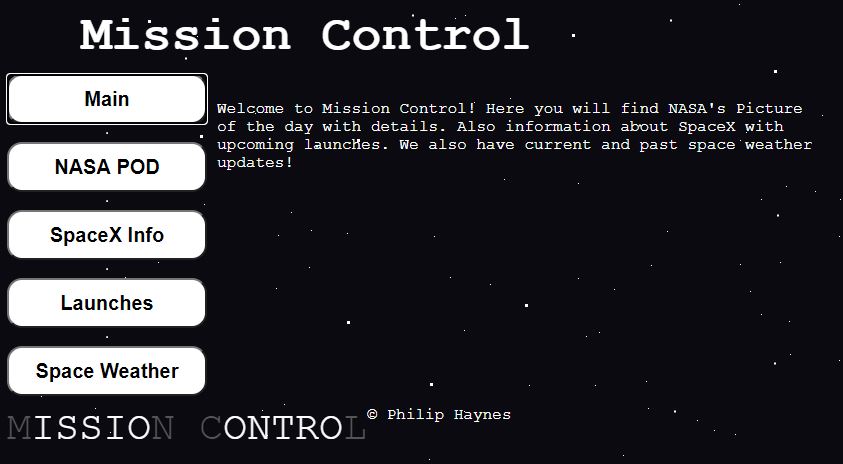 Mission Control
Main
Welcome to Mission Control! Here you will find NASA's Picture
of the day with details. Also information about SpaceX with
upcoming launches. We also have current and past space weather
updates!
NASA POD
SpaceX Info
Launches
Space Weather
MISSION CONTROL
© Philip Haynes